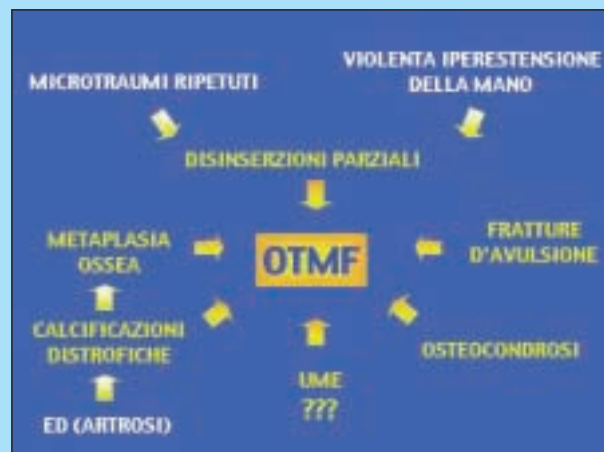 MICROTRAUMI RIPETUTI
VIOLENTA IPERESTENSIONE
DELLA MANO
DISINSERZIONI PARZIALI
METAPLASIA
OSSEA
OTMF
FRATTURE
D'AVULSIONE
CALCIFICAZIONI
DISTROFICHE
OSTEOCONDROSI
UME
???
ED (ARTROSI)